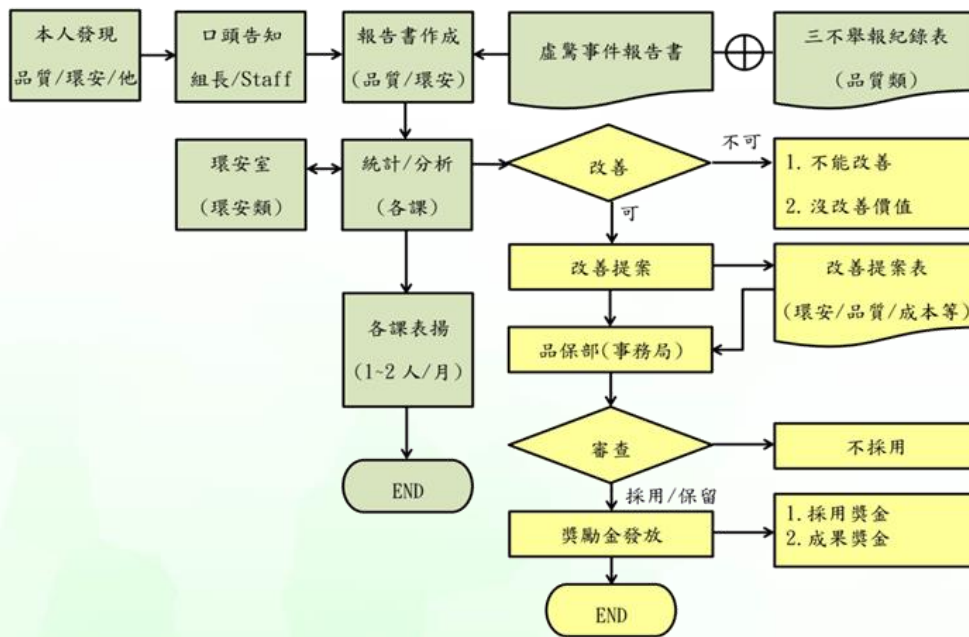 本人發現
品質/環安/他
口頭告知
組長/Staff
報告書作成
(品質/環安)
虛驚事件報告書
三不舉報紀錄表
(品質類)
環安室
(環安類)
統計/分析
(各課)
改善
不可
1. 不能改善
2. 沒改善價值
可
改善提案
改善提案表
(環安/品質/成本等)
各課表揚
(1~2 人/月)
品保部(事務局)
審查
不採用
END
採用/保留
獎勵金發放
1. 採用獎金
2. 成果獎金
END